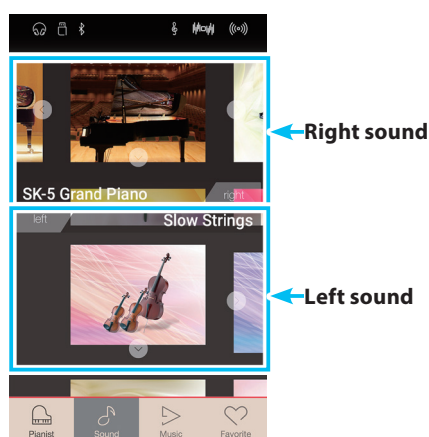 Right sound
SK-5 Grand Piano
right
left
Slow Strings
Left sound
Pianist
Sound
Music
Favorite